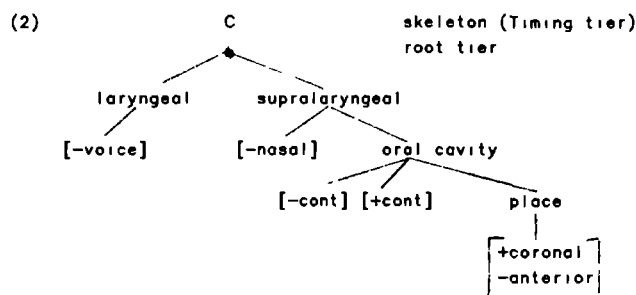 (2) C skeleton (Timing tier)
root tier
laryngeal supralaryngeal
[−voice] [−nasal] oral cavity
[−cont] [+cont] place
[+coronal
−anterior]